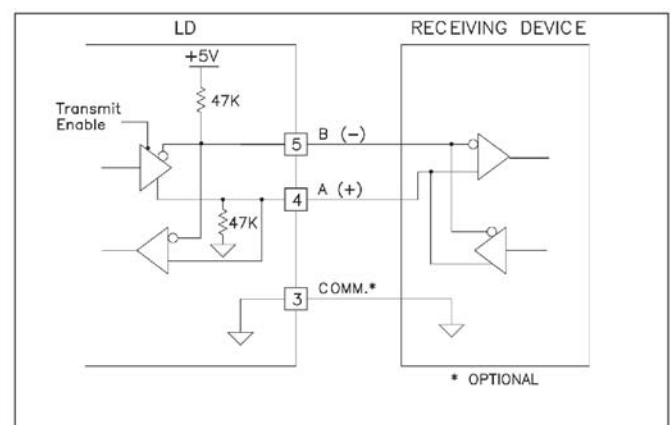 LD
RECEIVING DEVICE
+5V
47K
Transmit
Enable
5
B (-)
4
A (+)
47K
3
COMM.*
* OPTIONAL